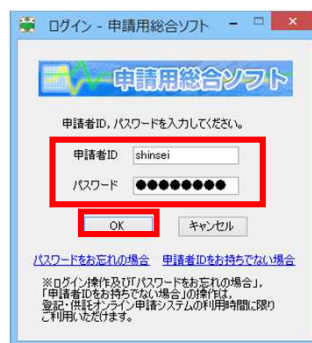 ログイン - 申請用総合ソフト
申請用総合ソフト
申請者ID, パスワードを入力してください。
申請者ID shinsei
パスワード ●●●●●●●●
OK キャンセル
パスワードをお忘れの場合 申請者IDをお持ちでない場合
※ログイン操作及び「パスワードをお忘れの場合」,
「申請者IDをお持ちでない場合」の操作は,
登記・供託オンライン申請システムの利用時間に限り
ご利用いただけます。